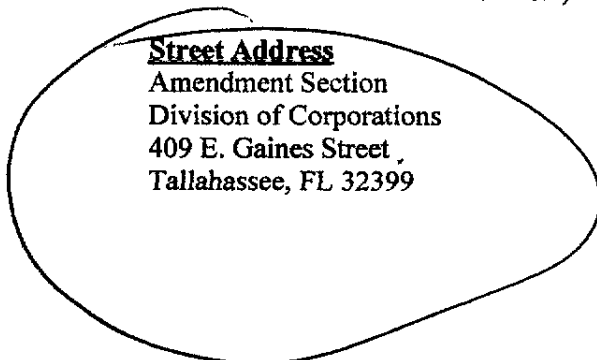 Street Address
Amendment Section
Division of Corporations
409 E. Gaines Street
Tallahassee, FL 32399